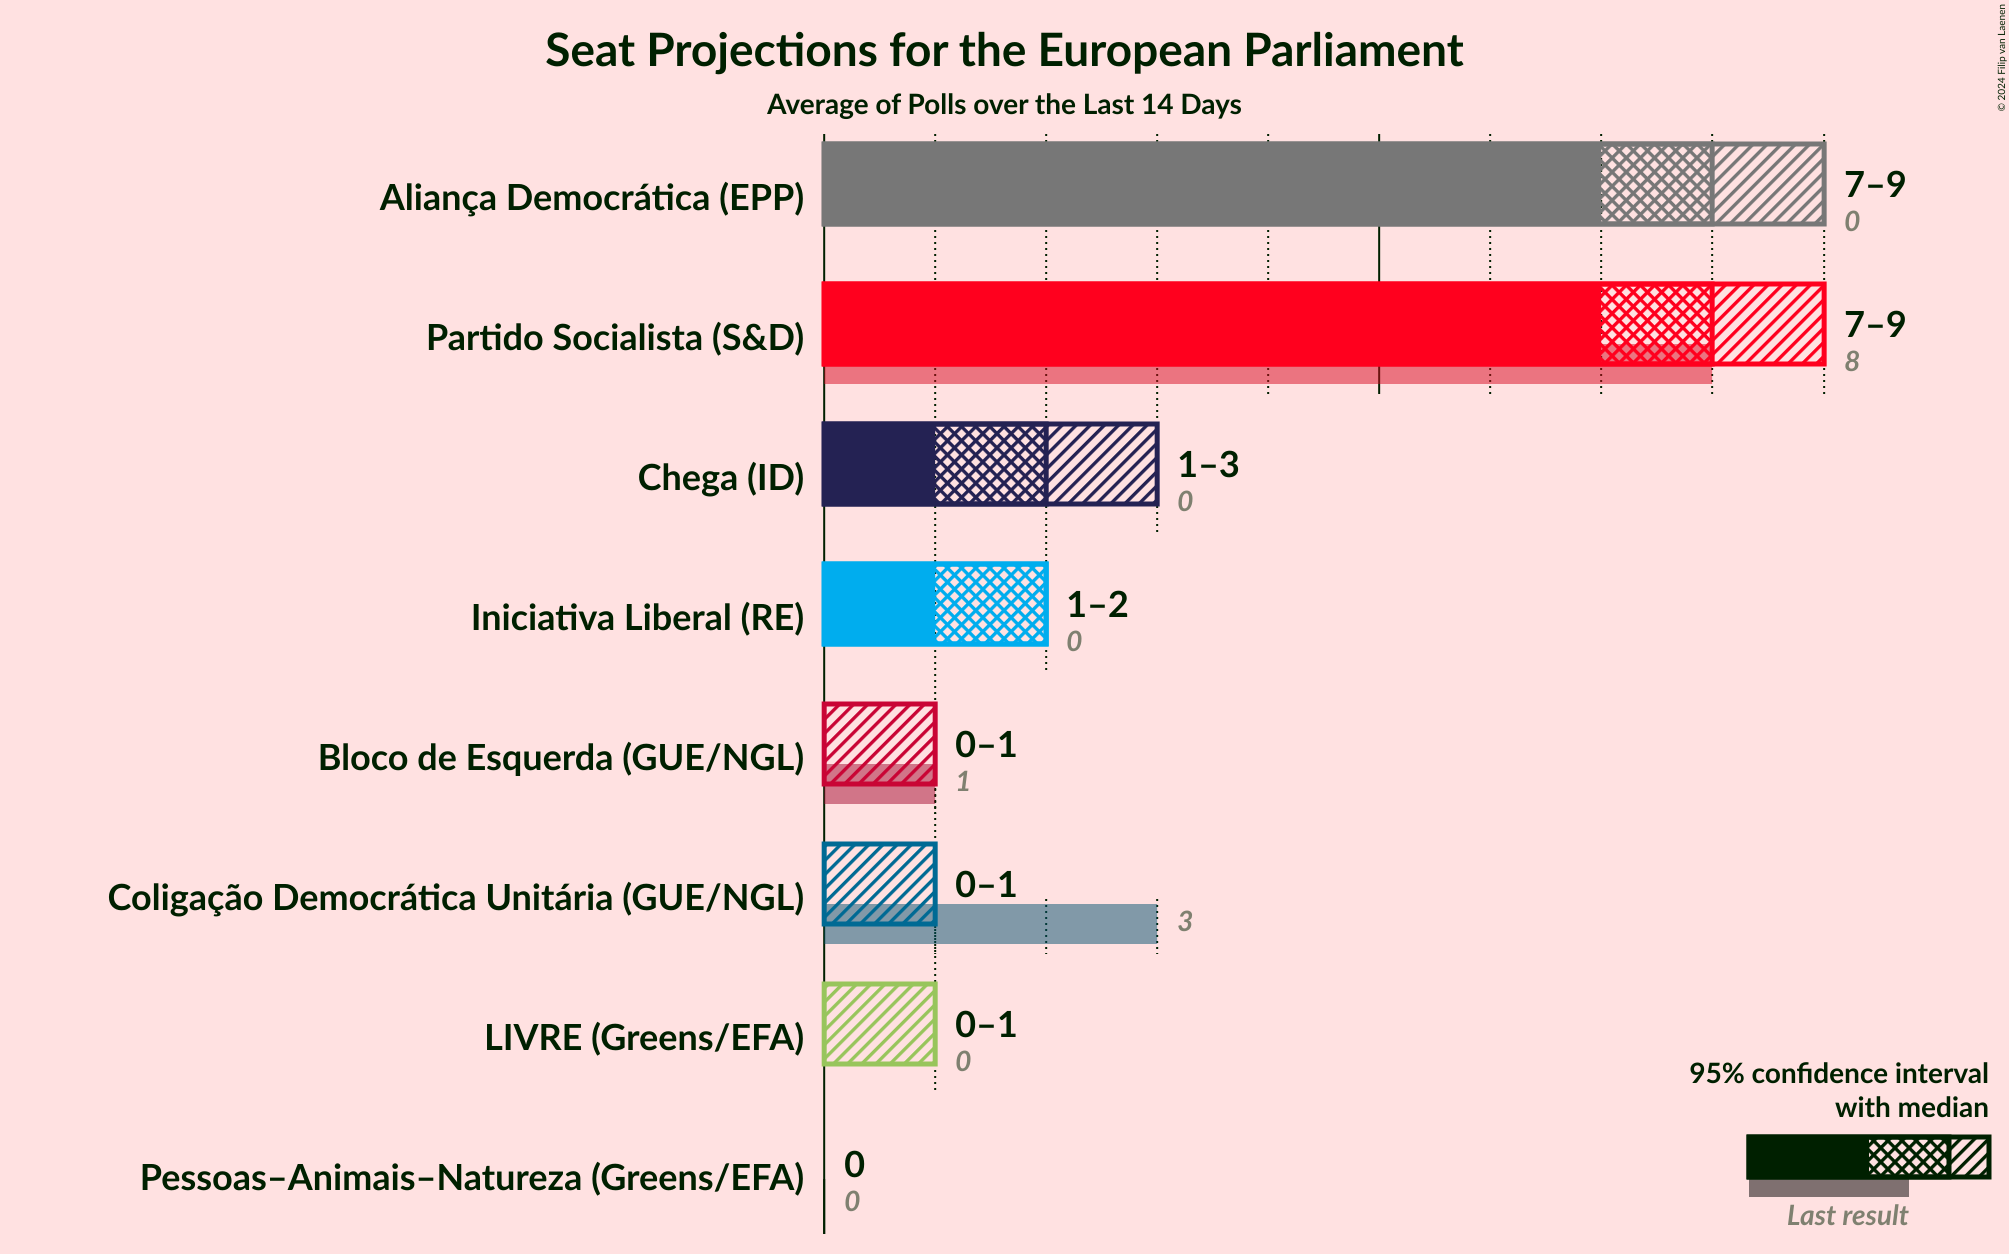 Seat Projections for the European Parliament
Average of Polls over the Last 14 Days
© 2024 Filip van Laenen
Aliança Democrática (EPP)
7–9
0
Partido Socialista (S&D)
7–9
8
Chega (ID)
1–3
0
Iniciativa Liberal (RE)
1–2
0
Bloco de Esquerda (GUE/NGL)
0–1
1
Coligação Democrática Unitária (GUE/NGL)
0–1
3
LIVRE (Greens/EFA)
0–1
0
Pessoas–Animais–Natureza (Greens/EFA)
0
0
95% confidence interval
with median
Last result